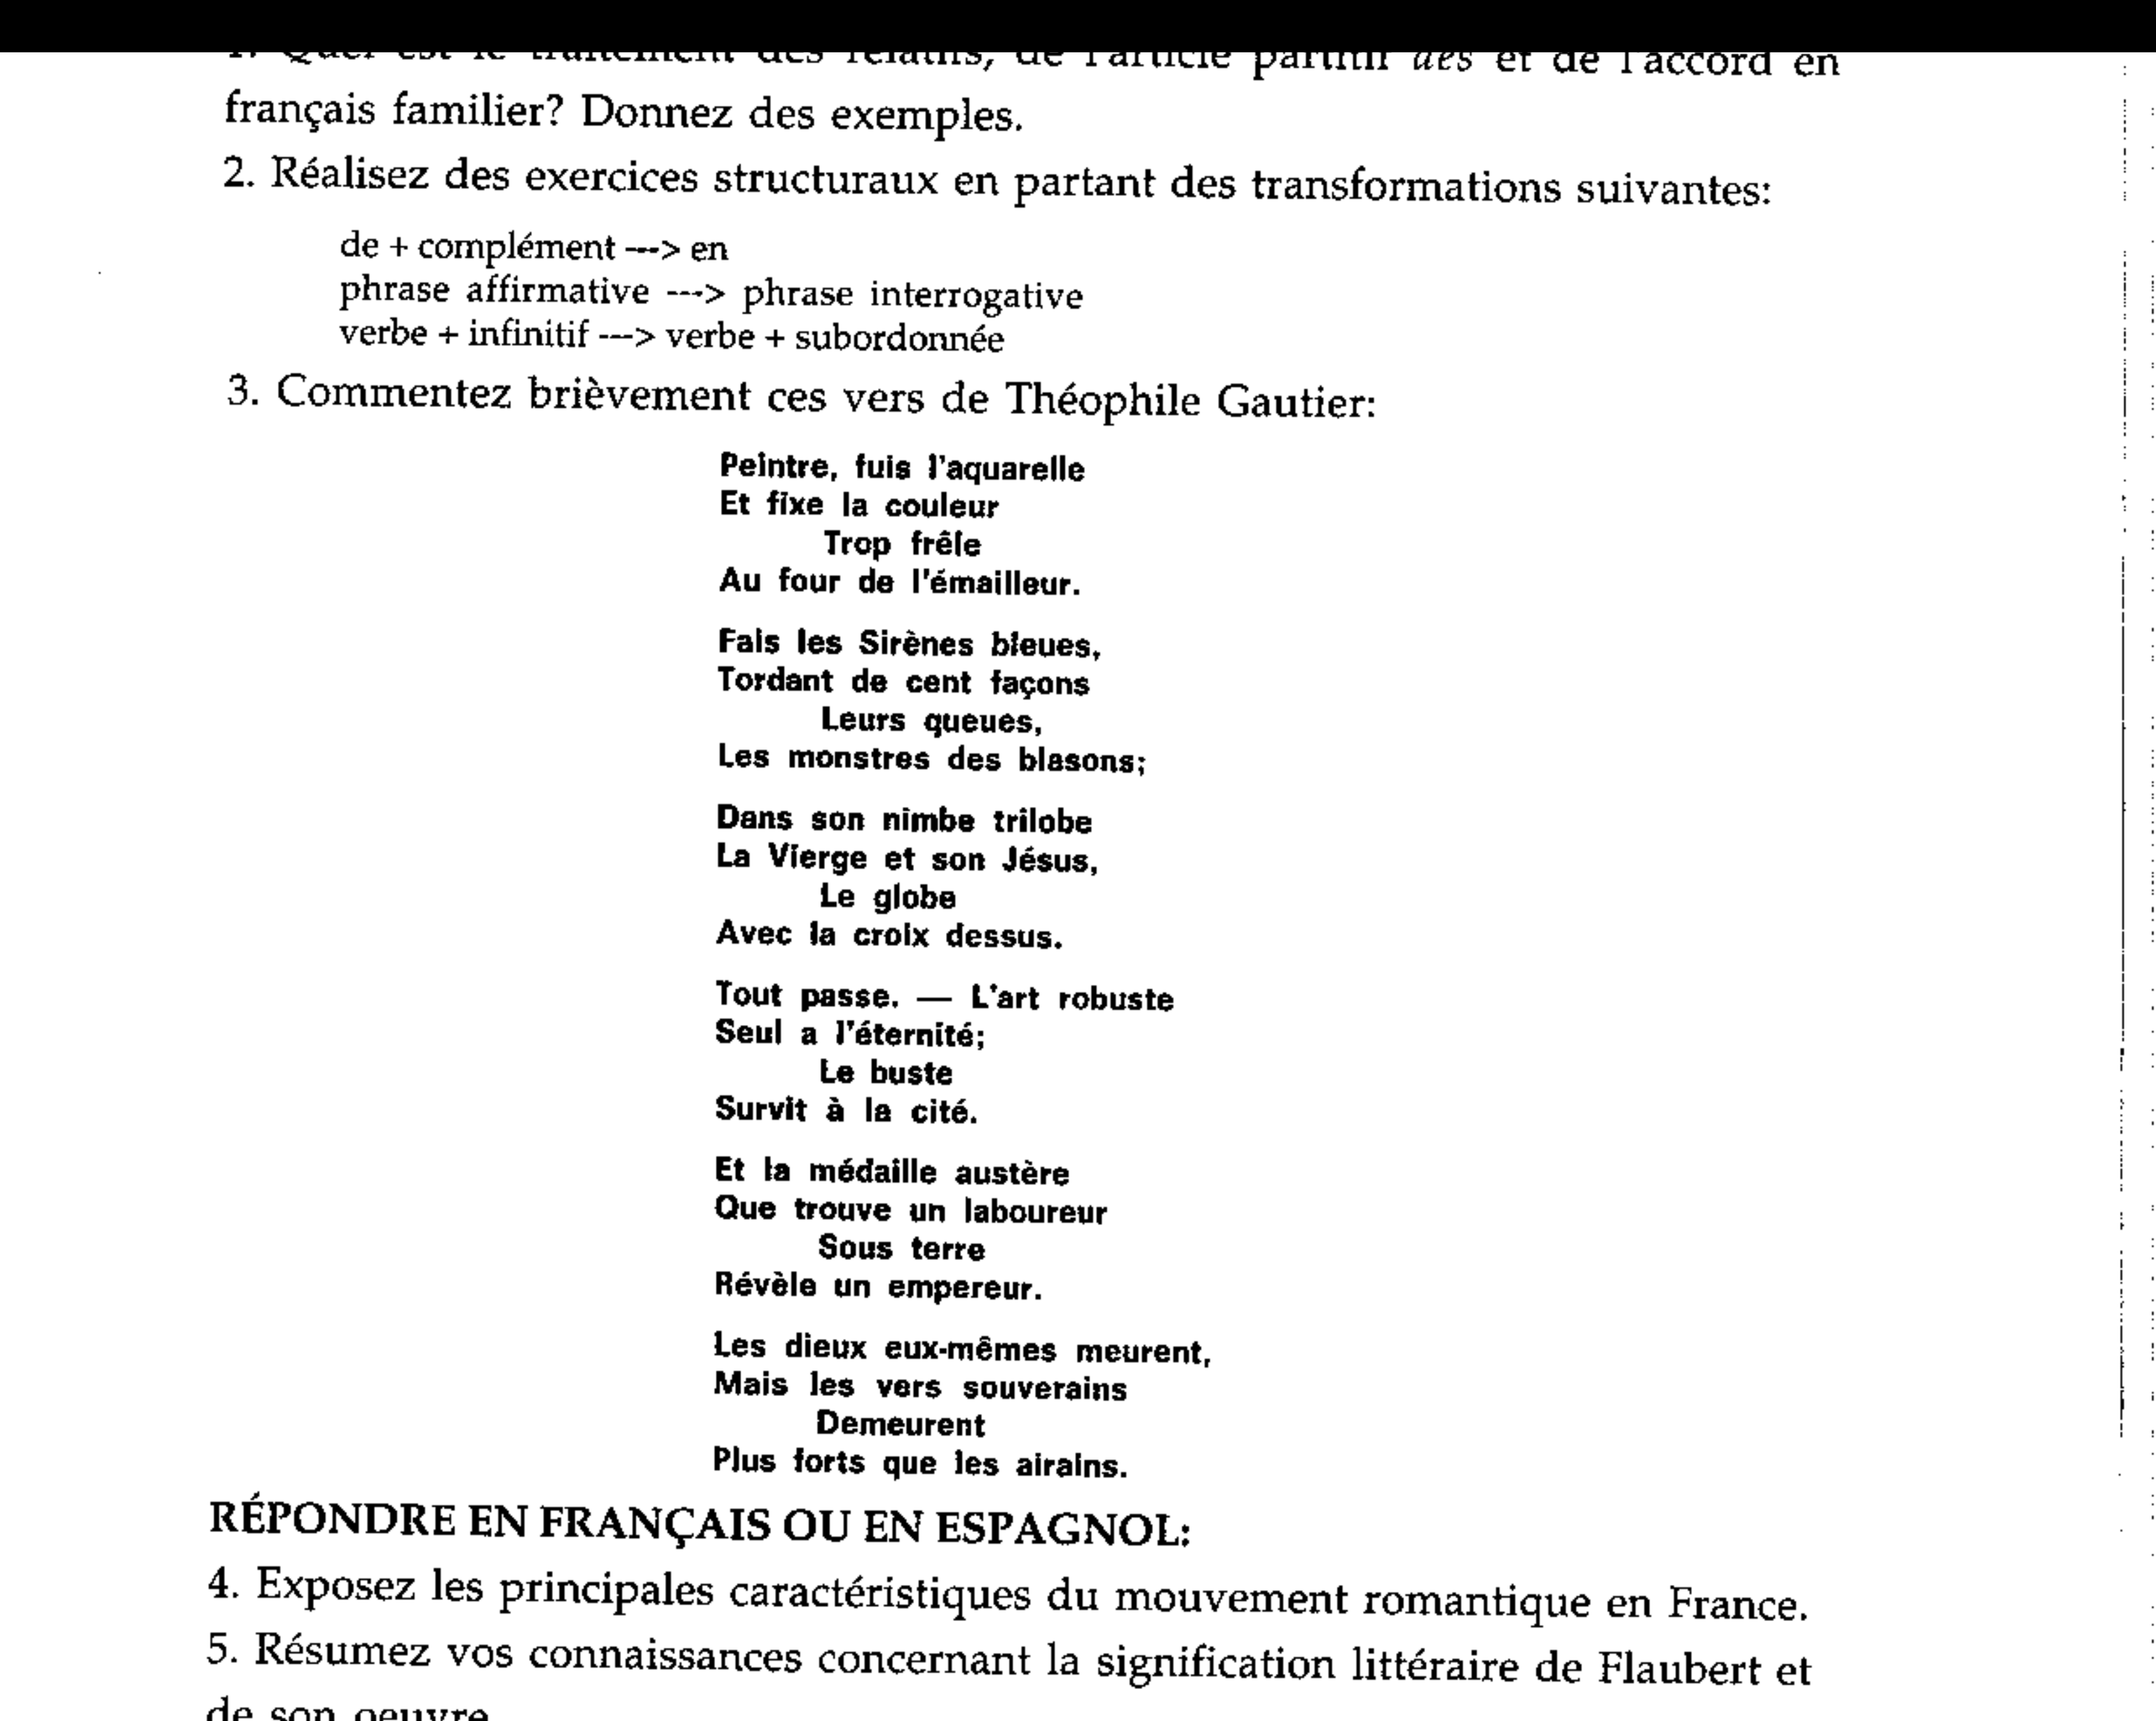 1. Quel est le traitement des relatifs, de l'article partitif des et de l'accord en
français familier? Donnez des exemples.
2. Réalisez des exercices structuraux en partant des transformations suivantes:
de + complément ---> en
phrase affirmative ---> phrase interrogative
verbe + infinitif ---> verbe + subordonnée
3. Commentez brièvement ces vers de Théophile Gautier:
Peintre, fuis l'aquarelle
Et fixe la couleur
Trop frêle
Au four de l'émailleur.
Fais les Sirènes bleues,
Tordant de cent façons
Leurs queues,
Les monstres des blasons;
Dans son nimbe trilobe
La Vierge et son Jésus,
Le globe
Avec la croix dessus.
Tout passe. — L'art robuste
Seul a l'éternité;
Le buste
Survit à la cité.
Et la médaille austère
Que trouve un laboureur
Sous terre
Révèle un empereur.
Les dieux eux-mêmes meurent,
Mais les vers souverains
Demeurent
Plus forts que les airains.
RÉPONDRE EN FRANÇAIS OU EN ESPAGNOL:
4. Exposez les principales caractéristiques du mouvement romantique en France.
5. Résumez vos connaissances concernant la signification littéraire de Flaubert et
de son oeuvre